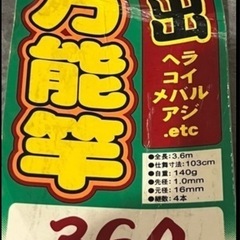 万能竿
出
ヘラ
コイ
メバル
アジ
.etc
●全長：3.6m
●仕舞寸法：103cm
●自重：140g
●先径：1.0mm
●元径：16mm
●継数：4本
360